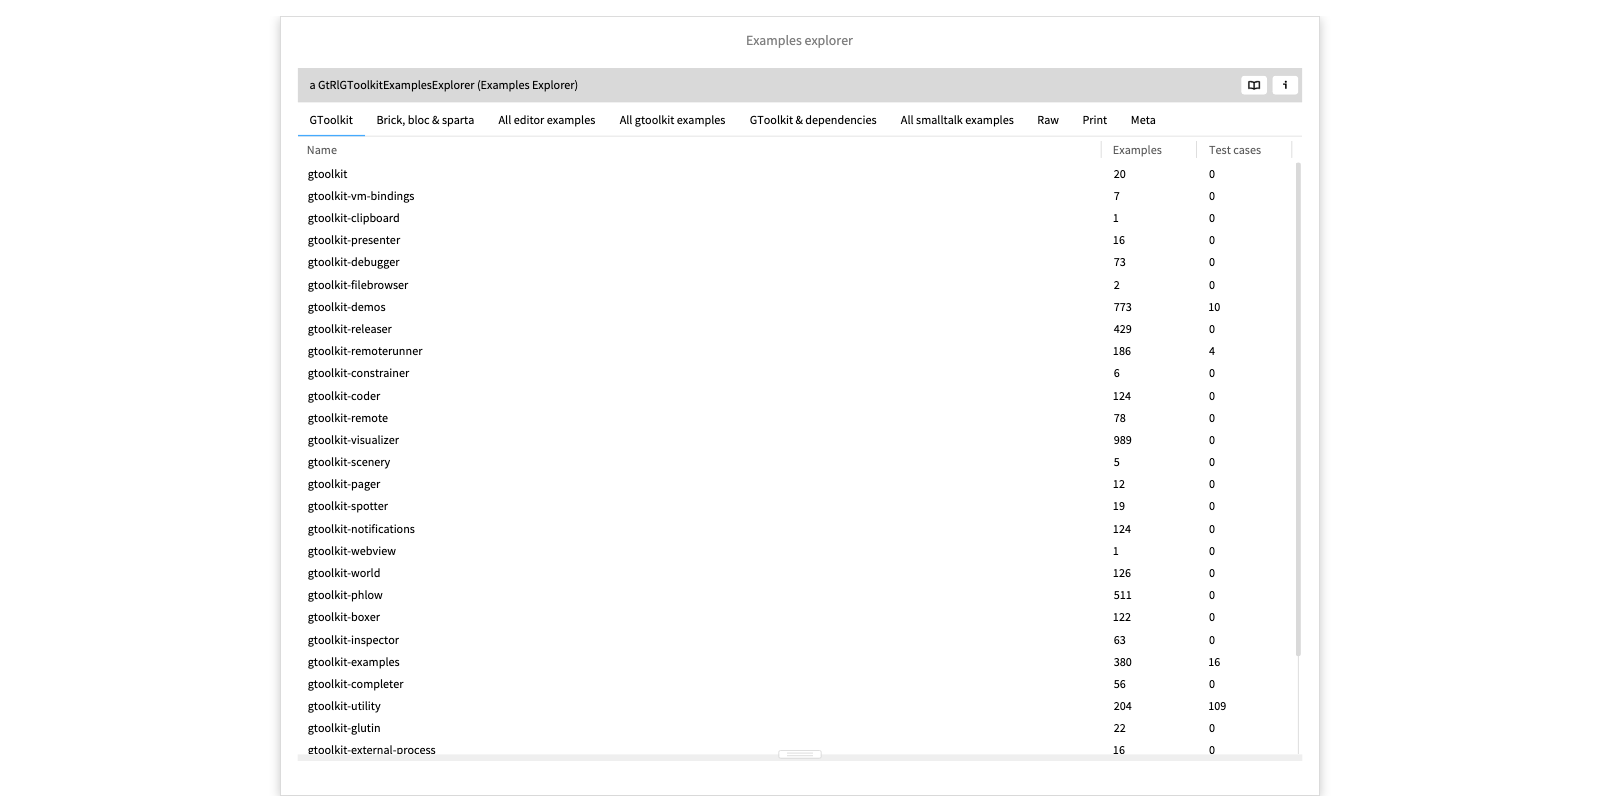 Examples explorer
a GtRlGToolkitExamplesExplorer (Examples Explorer)
GToolkit Brick, bloc & sparta All editor examples All gtoolkit examples GToolkit & dependencies All smalltalk examples Raw Print Meta
Name Examples Test cases
gtoolkit 20 0
gtoolkit-vm-bindings 7 0
gtoolkit-clipboard 1 0
gtoolkit-presenter 16 0
gtoolkit-debugger 73 0
gtoolkit-filebrowser 2 0
gtoolkit-demos 773 10
gtoolkit-releaser 429 0
gtoolkit-remoterunner 186 4
gtoolkit-constrainer 6 0
gtoolkit-coder 124 0
gtoolkit-remote 78 0
gtoolkit-visualizer 989 0
gtoolkit-scenery 5 0
gtoolkit-pager 12 0
gtoolkit-spotter 19 0
gtoolkit-notifications 124 0
gtoolkit-webview 1 0
gtoolkit-world 126 0
gtoolkit-phlow 511 0
gtoolkit-boxer 122 0
gtoolkit-inspector 63 0
gtoolkit-examples 380 16
gtoolkit-completer 56 0
gtoolkit-utility 204 109
gtoolkit-glutin 22 0
gtoolkit-external-process 16 0